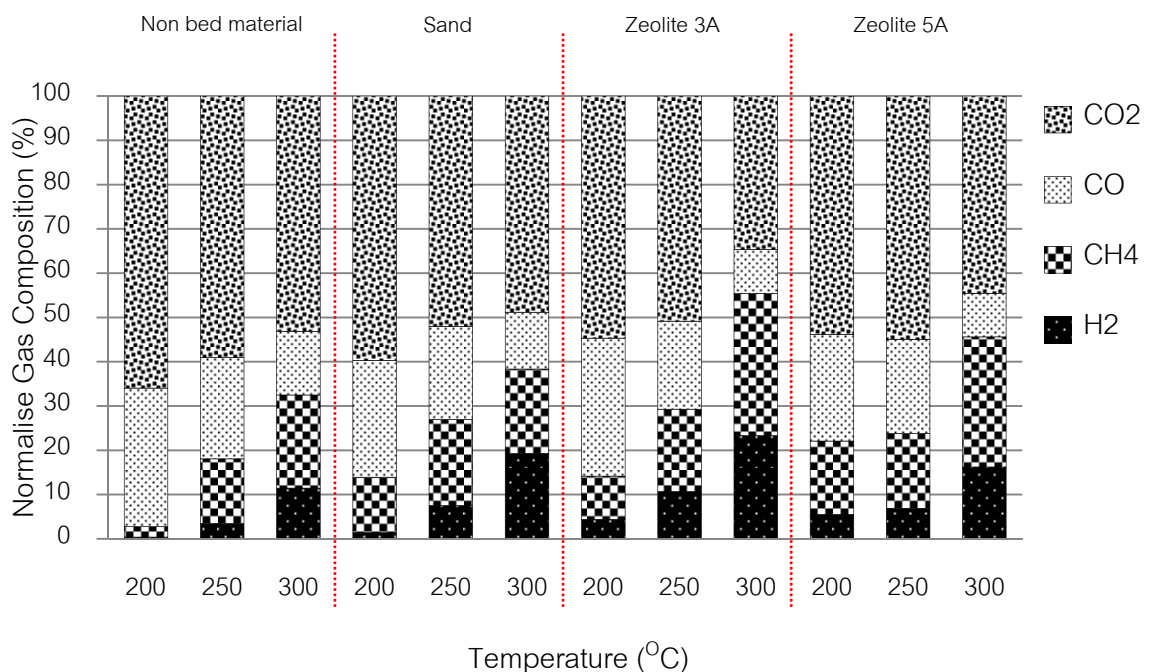 Non bed material Sand Zeolite 3A Zeolite 5A
Normalise Gas Composition (%)
100
90
80
70
60
50
40
30
20
10
0
CO2
CO
CH4
H2
200 250 300 200 250 300 200 250 300 200 250 300
Temperature (OC)